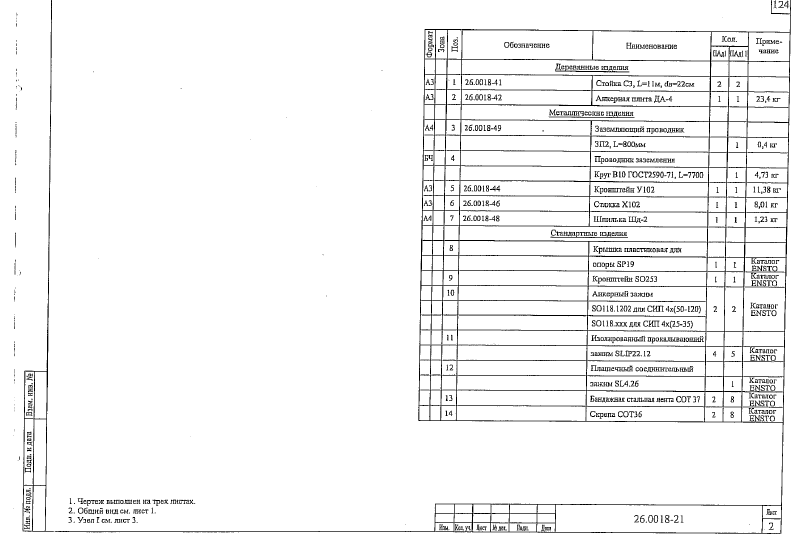 124
Формат Зона Поз. Обозначение Наименование Кол. Приме-
чание
Деревянные изделия
А3 1 26.0018-41 Стойка С3, L=11м, dв=22см 2 2
А3 2 26.0018-42 Анкерная плита ДА-4 1 1 23,4 кг
Металлические изделия
А4 3 26.0018-49 Заземляющий проводник
ЗП2, L=800мм 1 0,4 кг
БЧ 4 Проводник заземления
Круг В10 ГОСТ2590-71, L=7700 1 4,73 кг
А3 5 26.0018-44 Кронштейн У102 1 1 11,38 кг
А3 6 26.0018-46 Стяжка Х102 1 1 8,01 кг
А4 7 26.0018-48 Шпилька Шд-2 1 1 1,23 кг
Стандартные изделия
8 Крышка пластиковая для
опоры SP19 1 1 Каталог ENSTO
9 Кронштейн SO253 1 1 Каталог ENSTO
10 Анкерный зажим
SO118.1202 для СИП 4х(50-120) 2 2 Каталог ENSTO
SO118.xxx для СИП 4х(25-35)
11 Изолированный прокалывающий
зажим SLIP22.12 4 5 Каталог ENSTO
12 Плашечный соединительный
зажим SL4.26 1 Каталог ENSTO
13 Бандажная стальная лента СОТ 37 2 8 Каталог ENSTO
14 Скрепа СОТ36 2 8 Каталог ENSTO
Взам. инв. №
Подп. и дата
Инв. № подл.
1. Чертеж выполнен на трех листах.
2. Общий вид см. лист 1.
3. Узел I см. лист 3.
Изм. Кол.уч. Лист № док. Подп. Дата
26.0018-21
Лист
2